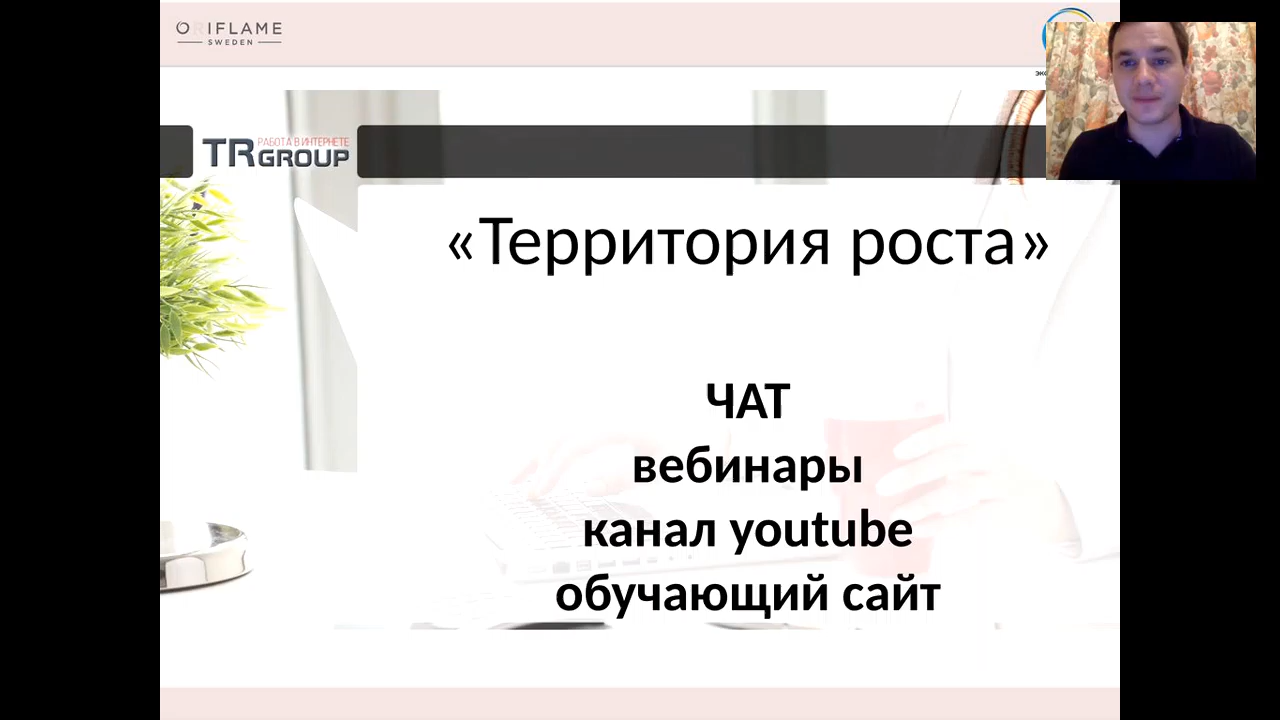 ORIFLAME
SWEDEN
TR GROUP
РАБОТА В ИНТЕРНЕТЕ
«Территория роста»
ЧАТ
вебинары
канал youtube
обучающий сайт